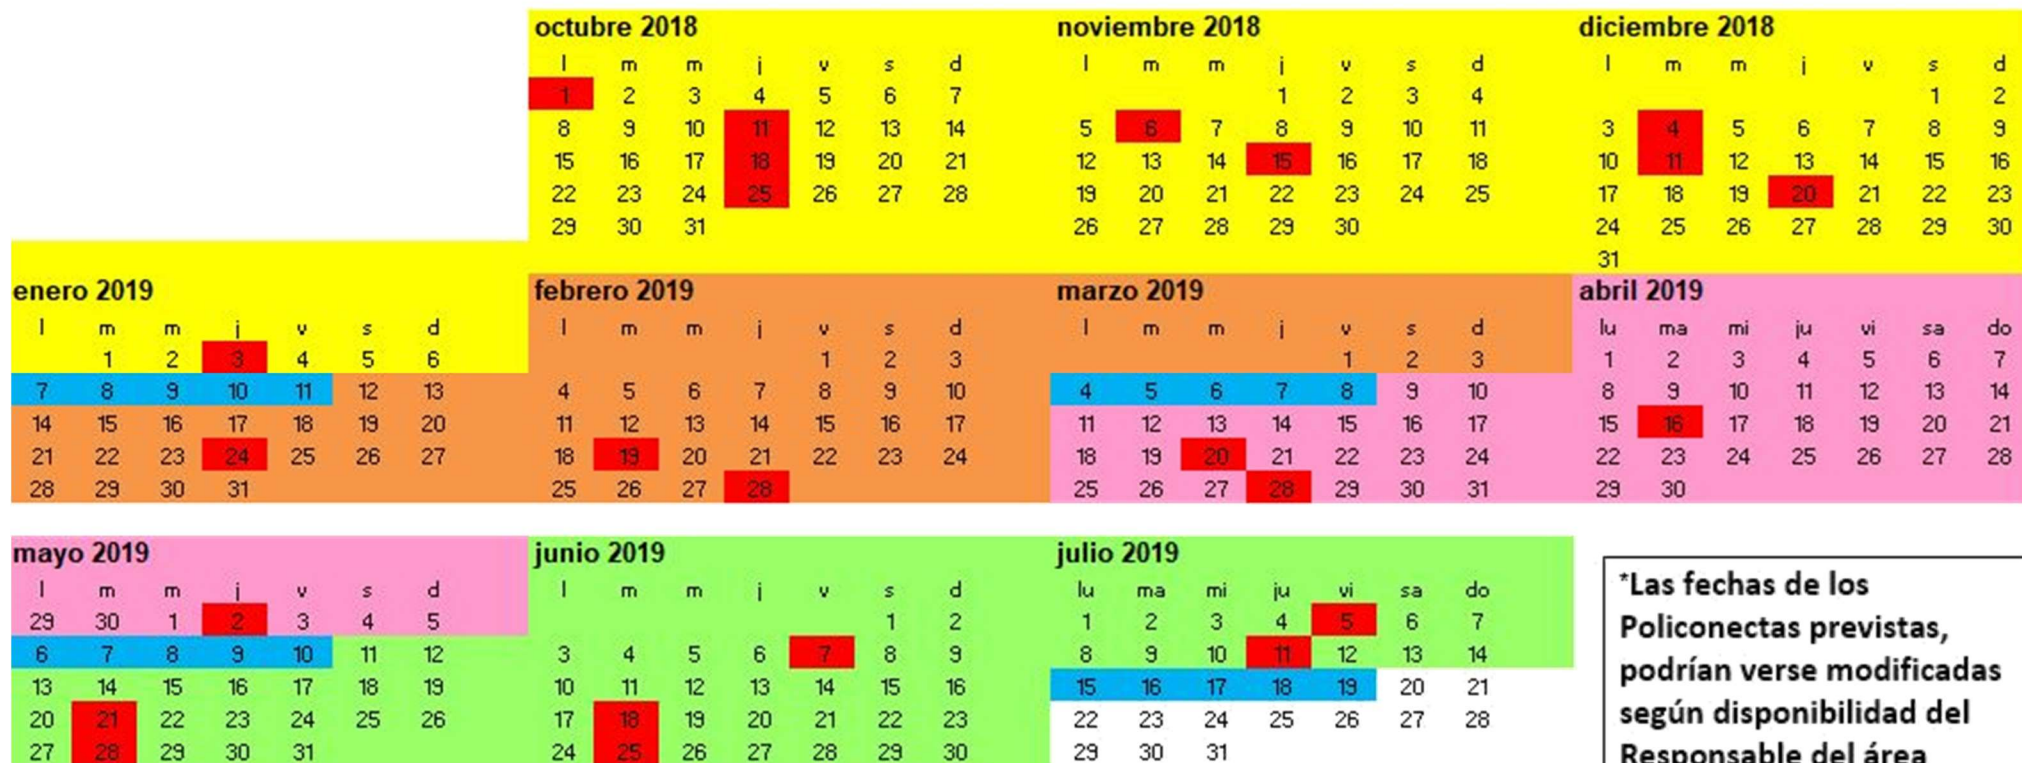 octubre 2018 noviembre 2018 diciembre 2018
l m m j v s d l m m j v s d l m m j v s d
1 2 3 4 5 6 7 1 2 3 4 1 2
8 9 10 11 12 13 14 5 6 7 8 9 10 11 3 4 5 6 7 8 9
15 16 17 18 19 20 21 12 13 14 15 16 17 18 10 11 12 13 14 15 16
22 23 24 25 26 27 28 19 20 21 22 23 24 25 17 18 19 20 21 22 23
29 30 31 26 27 28 29 30 24 25 26 27 28 29 30
31
enero 2019 febrero 2019 marzo 2019 abril 2019
l m m j v s d l m m j v s d l m m j v s d lu ma mi ju vi sa do
1 2 3 4 5 6 1 2 3 1 2 3 1 2 3 4 5 6 7
7 8 9 10 11 12 13 4 5 6 7 8 9 10 4 5 6 7 8 9 10 8 9 10 11 12 13 14
14 15 16 17 18 19 20 11 12 13 14 15 16 17 11 12 13 14 15 16 17 15 16 17 18 19 20 21
21 22 23 24 25 26 27 18 19 20 21 22 23 24 18 19 20 21 22 23 24 22 23 24 25 26 27 28
28 29 30 31 25 26 27 28 25 26 27 28 29 30 31 29 30
mayo 2019 junio 2019 julio 2019
l m m j v s d l m m j v s d lu ma mi ju vi sa do
29 30 1 2 3 4 5 1 2 1 2 3 4 5 6 7
6 7 8 9 10 11 12 3 4 5 6 7 8 9 8 9 10 11 12 13 14
13 14 15 16 17 18 19 10 11 12 13 14 15 16 15 16 17 18 19 20 21
20 21 22 23 24 25 26 17 18 19 20 21 22 23 22 23 24 25 26 27 28
27 28 29 30 31 24 25 26 27 28 29 30 29 30 31
*Las fechas de los
Policonectas previstas,
podrían verse modificadas
según disponibilidad del
Responsable del área